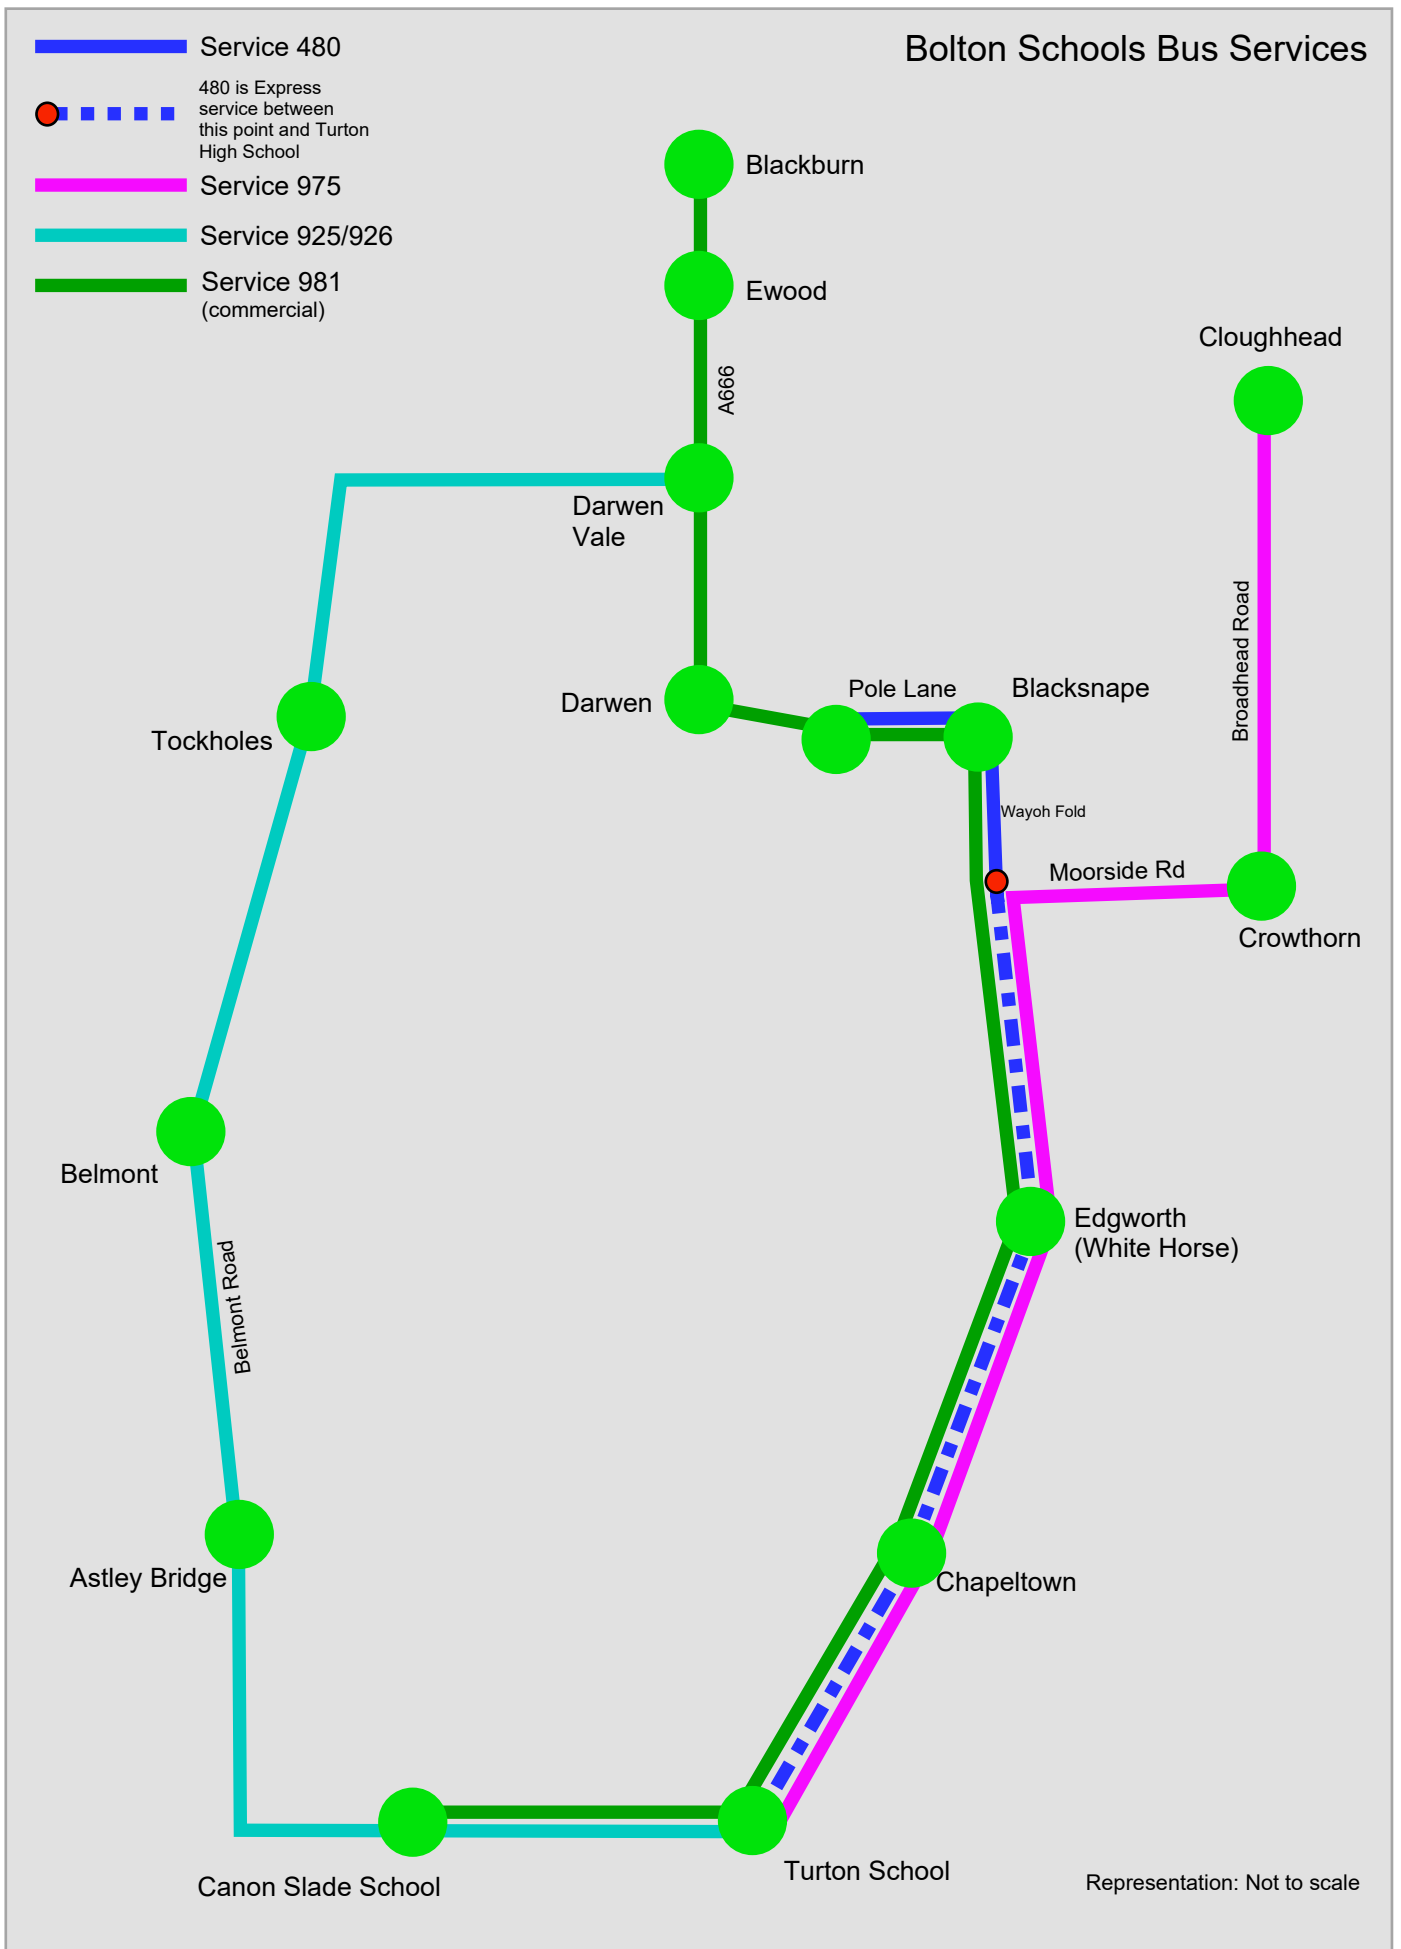 Bolton Schools Bus Services
Service 480
480 is Express
service between
this point and Turton
High School
Service 975
Service 925/926
Service 981
(commercial)
Blackburn
Ewood
Cloughhead
A666
Darwen
Vale
Broadhead Road
Darwen
Pole Lane
Blacksnape
Tockholes
Wayoh Fold
Moorside Rd
Crowthorn
Belmont
Edgworth
(White Horse)
Belmont Road
Astley Bridge
Chapeltown
Turton School
Canon Slade School
Representation: Not to scale